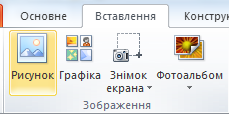 Основне Вставлення Конструк
Рисунок Графіка Знімок екрана Фотоальбом
Зображення